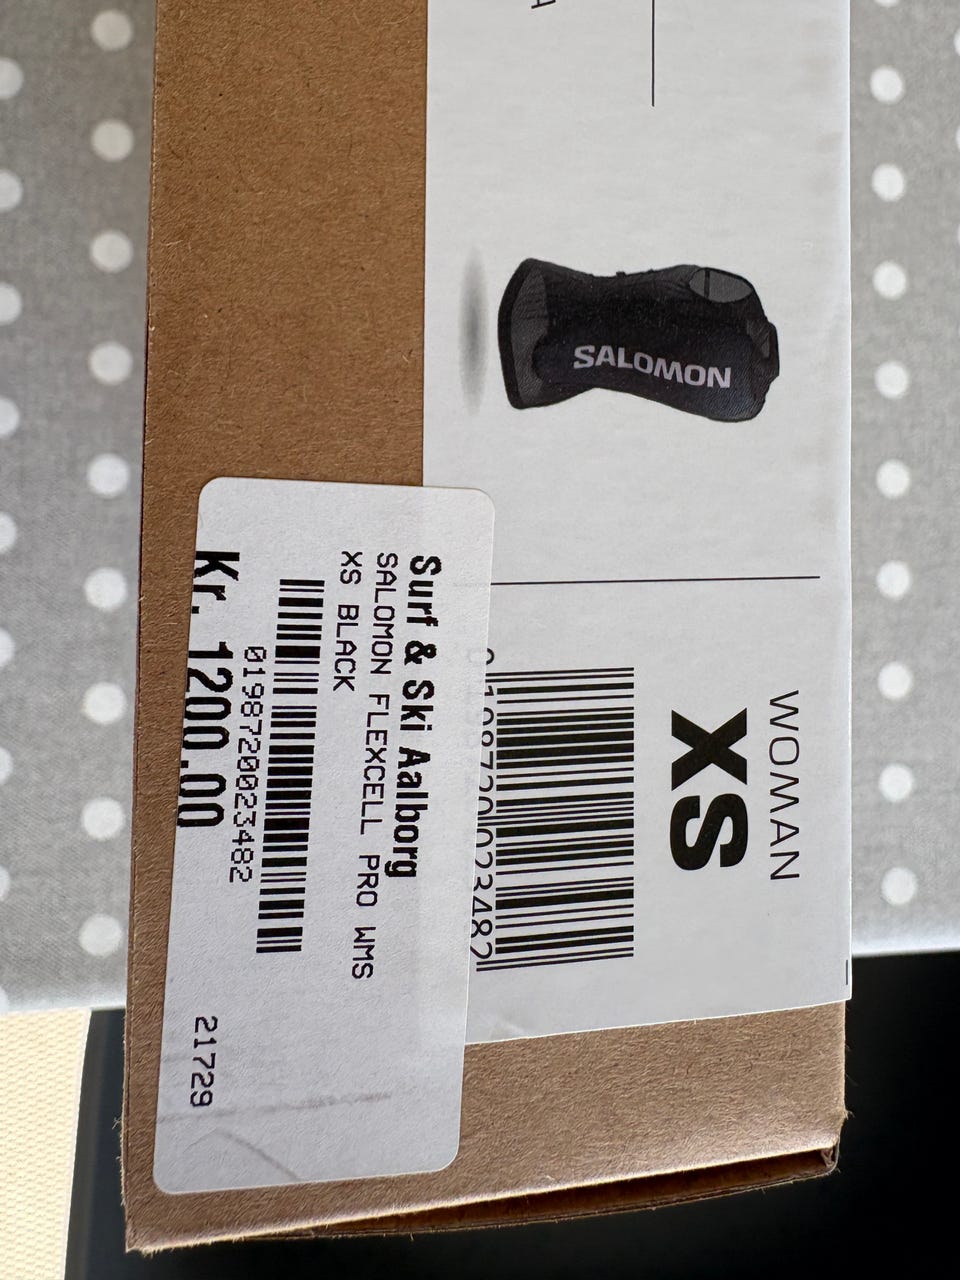 SALOMON
WOMAN
XS
Surf & Ski Aalborg
SALOMON FLEXCELL PRO WMS
XS BLACK
0198720023482
Kr. 1200.00
21729